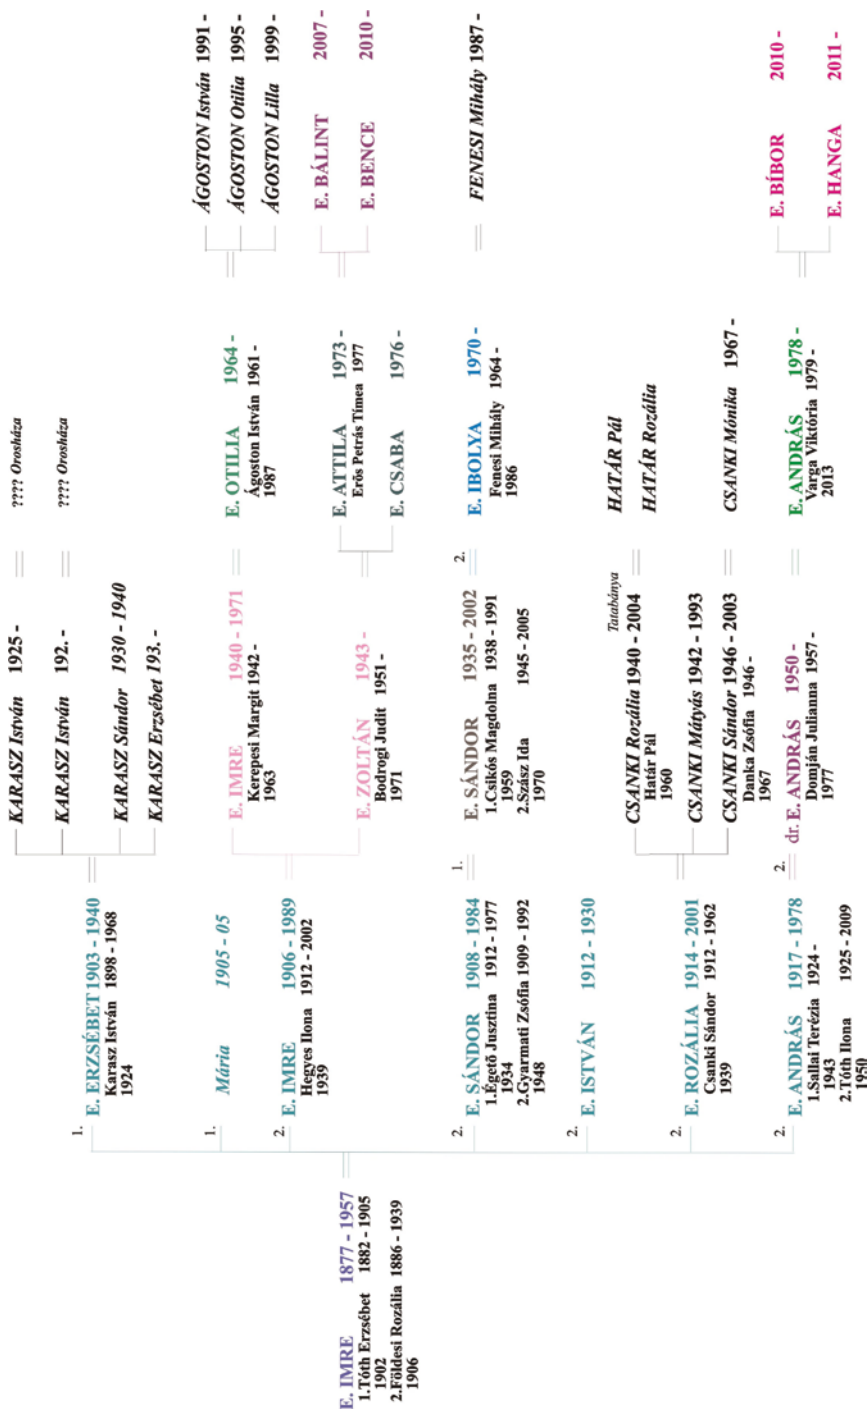 E. IMRE 1877 - 1957
1.Tóth Erzsébet 1882 - 1905
1902
2.Földesi Rozália 1886 - 1939
1906
1.
E. ERZSÉBET 1903 - 1940
Karasz István 1898 - 1968
1924
1.
Mária 1905 - 05
2.
E. IMRE 1906 - 1989
Hegyes Ilona 1912 - 2002
1939
2.
E. SÁNDOR 1908 - 1984
1.Égető Jusztina 1912 - 1977
1934
2.Gyarmati Zsófia 1909 - 1992
1948
2.
E. ISTVÁN 1912 - 1930
2.
E. ROZÁLIA 1914 - 2001
Csanki Sándor 1912 - 1962
1939
2.
E. ANDRÁS 1917 - 1978
1.Sallai Terézia 1924 -
1943
2.Tóth Ilona 1925 - 2009
1950
KARASZ István 1925 -
KARASZ István 192. -
KARASZ Sándor 1930 - 1940
KARASZ Erzsébet 193. -
E. IMRE 1940 - 1971
Kerepesi Margit 1942 -
1963
E. ZOLTÁN 1943 -
Bodrogi Judit 1951 -
1971
1.
E. SÁNDOR 1935 - 2002
1.Csikós Magdolna 1938 - 1991
1959
2.Szász Ida 1945 - 2005
1970
Tatabánya
CSANKI Rozália 1940 - 2004
Határ Pál
1960
CSANKI Mátyás 1942 - 1993
CSANKI Sándor 1946 - 2003
Danka Zsófia 1946 -
1967
2.
dr. E. ANDRÁS 1950 -
Domján Julianna 1957 -
1977
???? Orosháza
???? Orosháza
E. OTILIA 1964 -
Ágoston István 1961 -
1987
E. ATTILA 1973 -
Erős Petrás Tímea 1977
E. CSABA 1976 -
2.
E. IBOLYA 1970 -
Fenesi Mihály 1964 -
1986
HATÁR Pál
HATÁR Rozália
CSANKI Mónika 1967 -
E. ANDRÁS 1978 -
Varga Viktória 1979 -
2013
ÁGOSTON István 1991 -
ÁGOSTON Otilia 1995 -
ÁGOSTON Lilla 1999 -
E. BÁLINT 2007 -
E. BENCE 2010 -
FENESI Mihály 1987 -
E. BÍBOR 2010 -
E. HANGA 2011 -